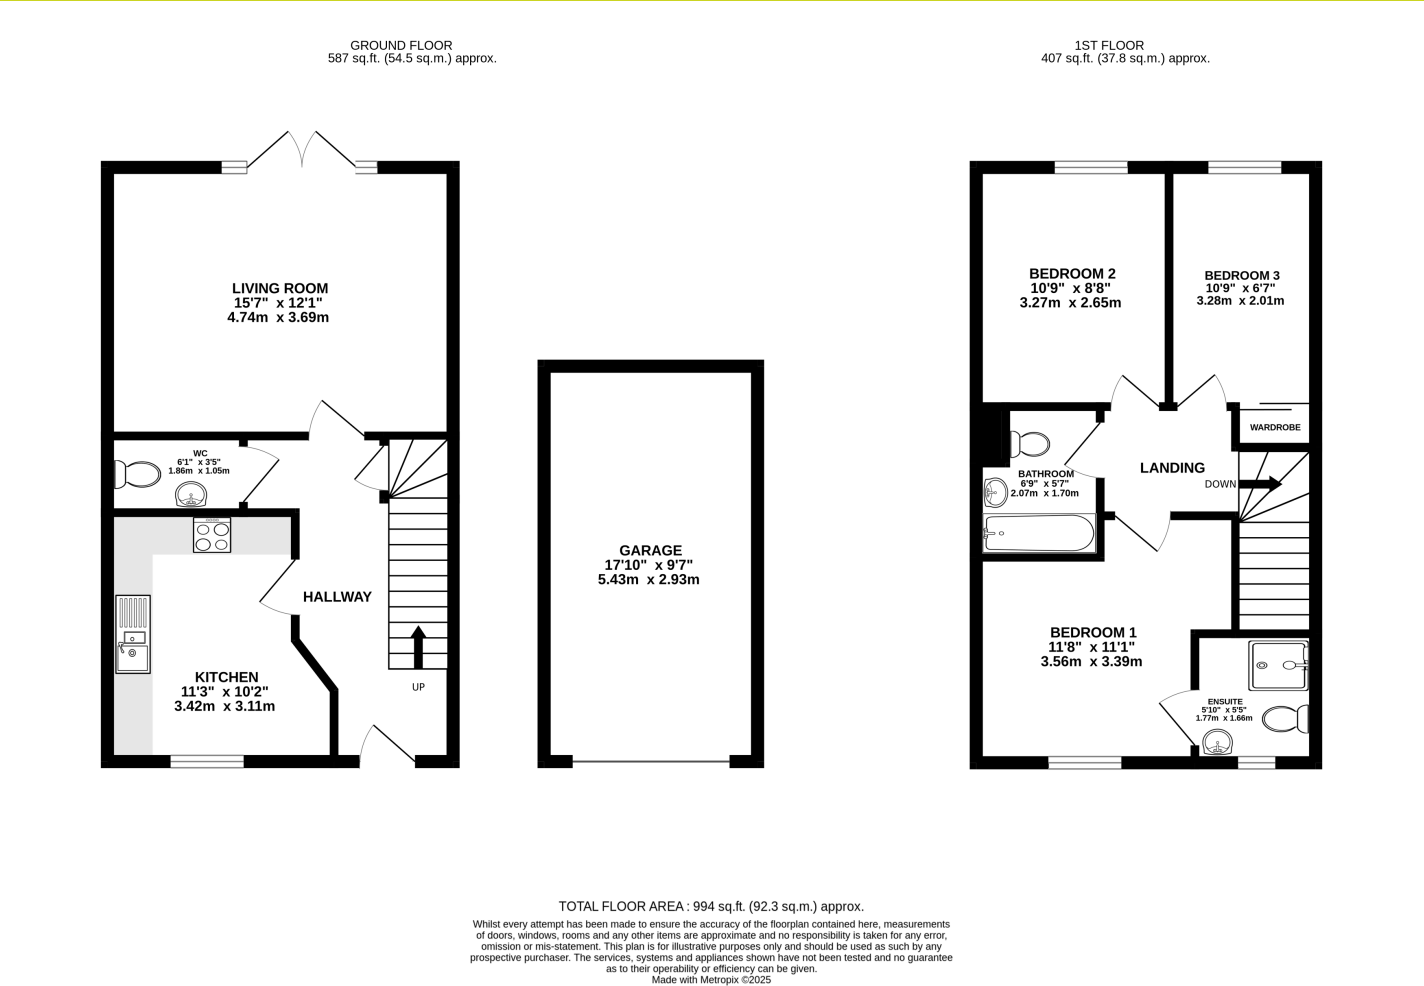 GROUND FLOOR
587 sq.ft. (54.5 sq.m.) approx.
1ST FLOOR
407 sq.ft. (37.8 sq.m.) approx.
LIVING ROOM
15'7" x 12'1"
4.74m x 3.69m
WC
6'1" x 3'5"
1.86m x 1.05m
HALLWAY
KITCHEN
11'3" x 10'2"
3.42m x 3.11m
UP
GARAGE
17'10" x 9'7"
5.43m x 2.93m
BEDROOM 2
10'9" x 8'8"
3.27m x 2.65m
BEDROOM 3
10'9" x 6'7"
3.28m x 2.01m
WARDROBE
BATHROOM
6'9" x 5'7"
2.07m x 1.70m
LANDING
DOWN
BEDROOM 1
11'8" x 11'1"
3.56m x 3.39m
ENSUITE
5'10" x 5'5"
1.77m x 1.66m
TOTAL FLOOR AREA : 994 sq.ft. (92.3 sq.m.) approx.
Whilst every attempt has been made to ensure the accuracy of the floorplan contained here, measurements
of doors, windows, rooms and any other items are approximate and no responsibility is taken for any error,
omission or mis-statement. This plan is for illustrative purposes only and should be used as such by any
prospective purchaser. The services, systems and appliances shown have not been tested and no guarantee
as to their operability or efficiency can be given.
Made with Metropix ©2025